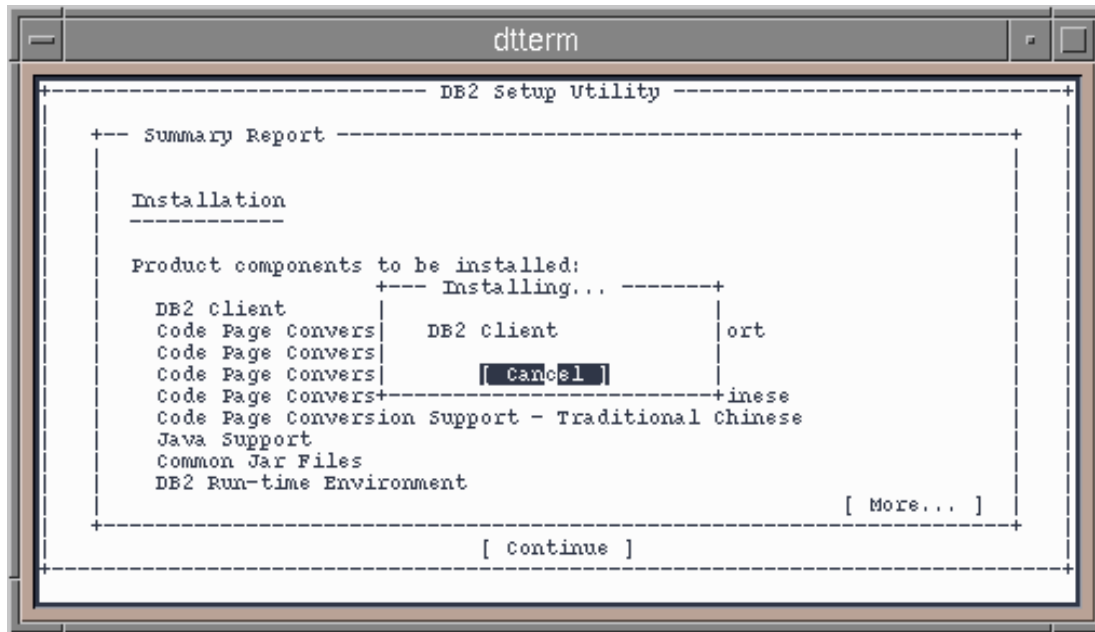 dtterm
DB2 Setup Utility
Summary Report
Installation
------------
Product components to be installed:
Installing...
DB2 Client
DB2 Client
Code Page Convers ort
Code Page Convers
Code Page Convers [ Cancel ]
Code Page Convers inese
Code Page Conversion Support - Traditional Chinese
Java Support
Common Jar Files
DB2 Run-time Environment
[ More... ]
[ Continue ]